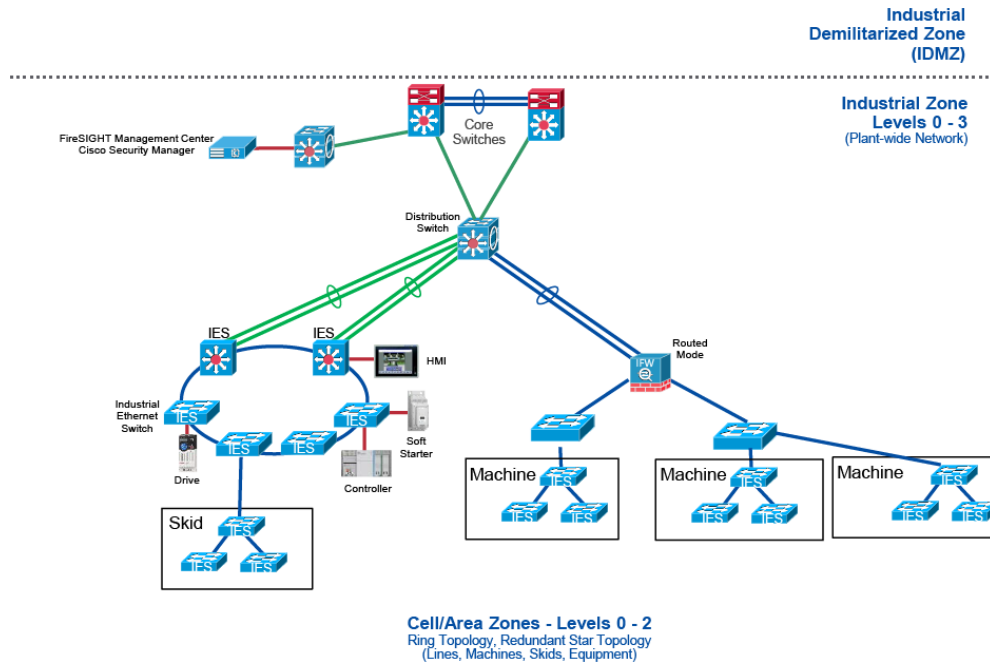 Industrial
Demilitarized Zone
(IDMZ)
Industrial Zone
Levels 0 - 3
(Plant-wide Network)
Core
Switches
FireSIGHT Management Center
Cisco Security Manager
Distribution
Switch
IES
IES
HMI
Routed
Mode
IFW
Industrial
Ethernet
Switch
IES
IES
IES
IES
Soft
Starter
Drive
Controller
Machine
IES
IES
IES
Machine
IES
IES
IES
Machine
IES
IES
IES
Skid
IES
IES
IES
Cell/Area Zones - Levels 0 - 2
Ring Topology, Redundant Star Topology
(Lines, Machines, Skids, Equipment)